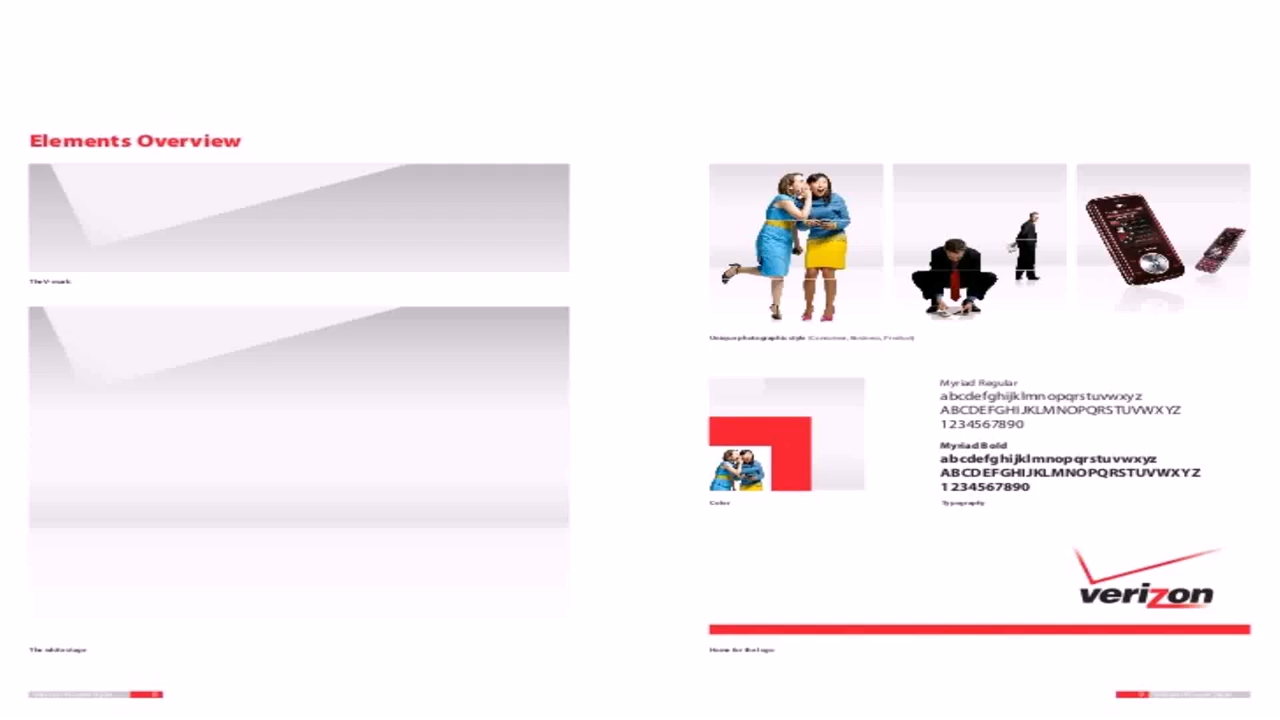 Elements Overview
The V-mark
The white stage
Unique photographic style (Consumer, Business, Product)
Color
Myriad Regular
abcdefghijklmnopqrstuvwxyz
ABCDEFGHIJKLMNOPQRSTUVWXYZ
1234567890
Myriad Bold
abcdefghijklmnopqrstuvwxyz
ABCDEFGHIJKLMNOPQRSTUVWXYZ
1234567890
Typography
verizon
Home for the logo